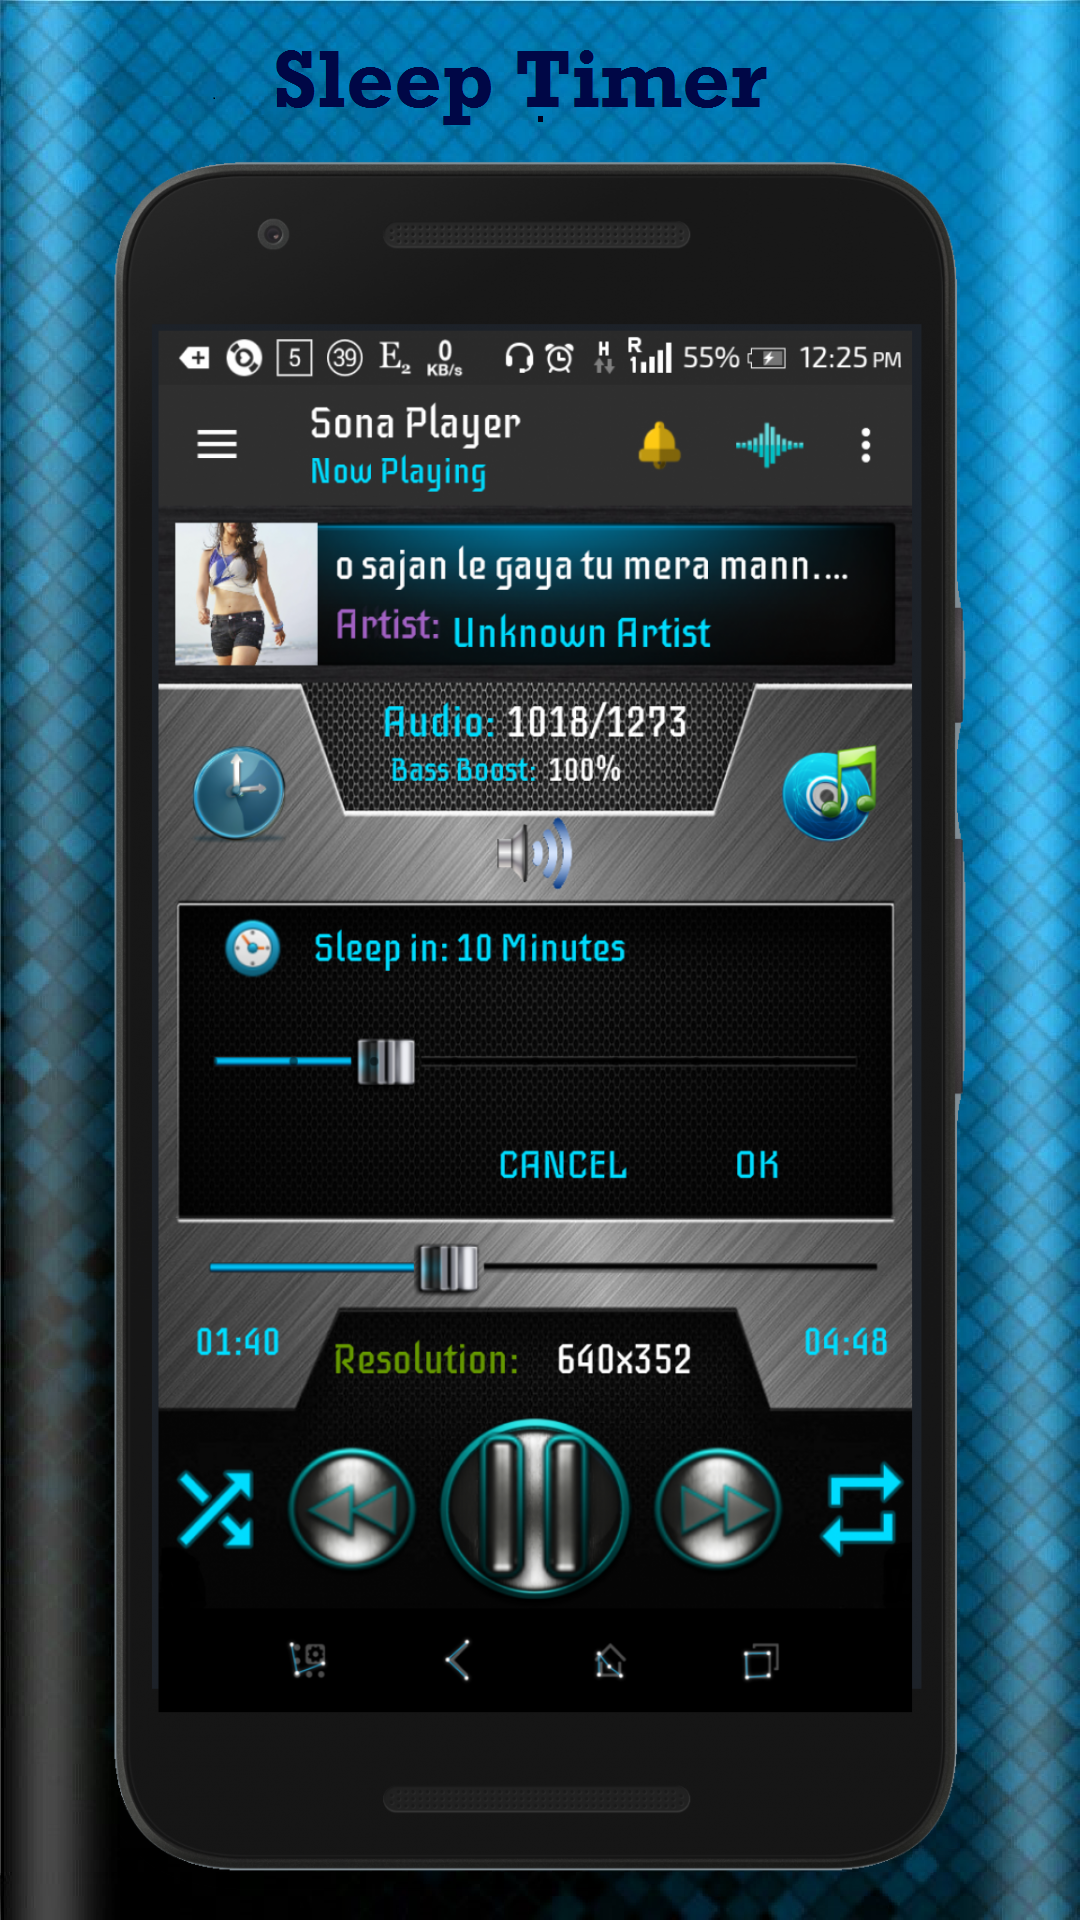 Sleep Timer
5 39 E2 0 KB/s H R 1 55% 12:25 PM
Sona Player
Now Playing
o sajan le gaya tu mera mann....
Artist: Unknown Artist
Audio: 1018/1273
Bass Boost: 100%
Sleep in: 10 Minutes
CANCEL OK
01:40 04:48
Resolution: 640x352